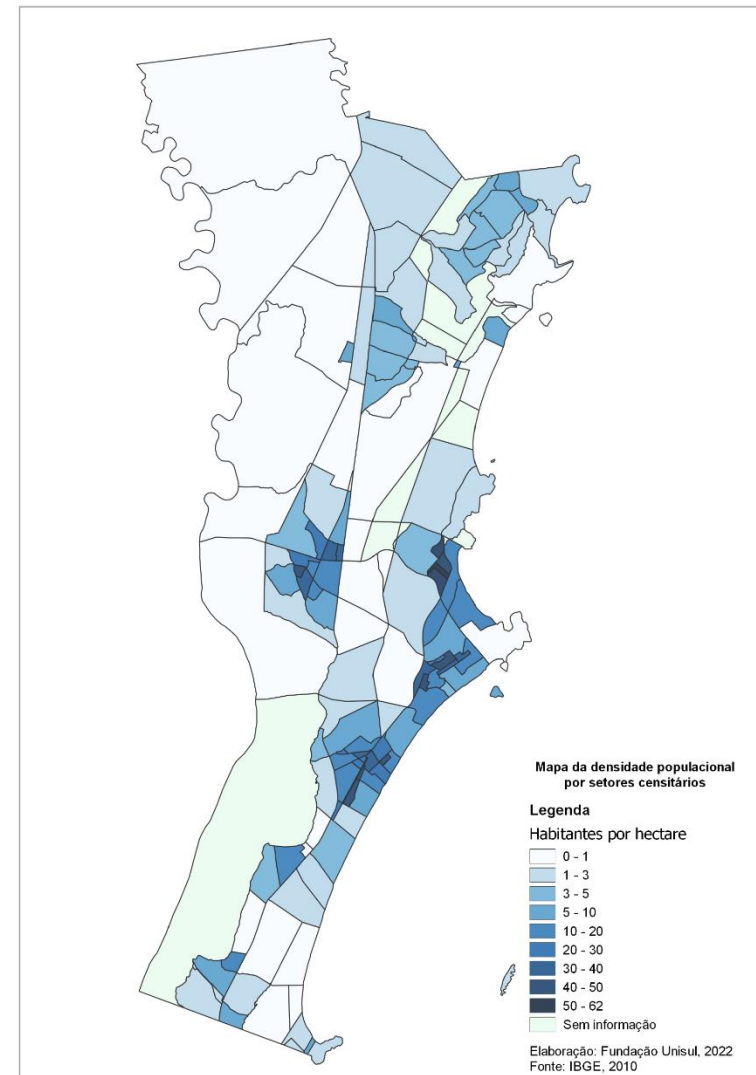 Mapa da densidade populacional
por setores censitários
Legenda
Habitantes por hectare
0 - 1
1 - 3
3 - 5
5 - 10
10 - 20
20 - 30
30 - 40
40 - 50
50 - 62
Sem informação
Elaboração: Fundação Unisul, 2022
Fonte: IBGE, 2010